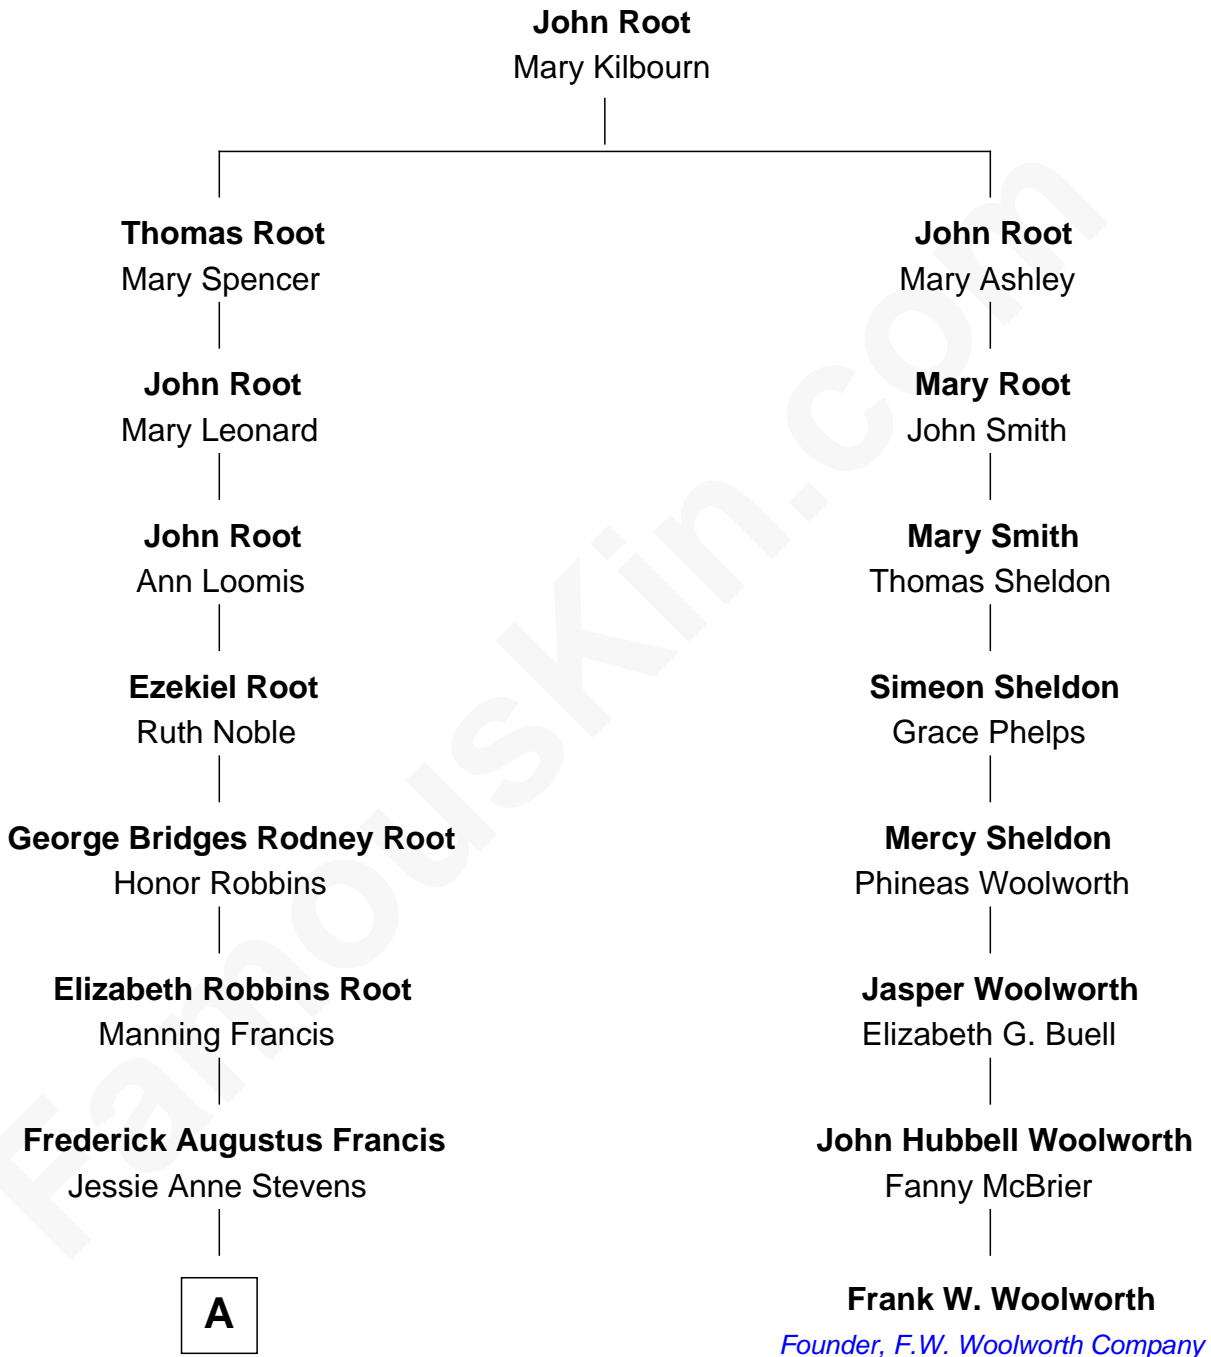 John Root
Mary Kilbourn
Thomas Root
Mary Spencer
John Root
Mary Leonard
John Root
Ann Loomis
Ezekiel Root
Ruth Noble
George Bridges Rodney Root
Honor Robbins
Elizabeth Robbins Root
Manning Francis
Frederick Augustus Francis
Jessie Anne Stevens
A
John Root
Mary Ashley
Mary Root
John Smith
Mary Smith
Thomas Sheldon
Simeon Sheldon
Grace Phelps
Mercy Sheldon
Phineas Woolworth
Jasper Woolworth
Elizabeth G. Buell
John Hubbell Woolworth
Fanny McBrier
Frank W. Woolworth
Founder, F.W. Woolworth Company
FamousKin.com